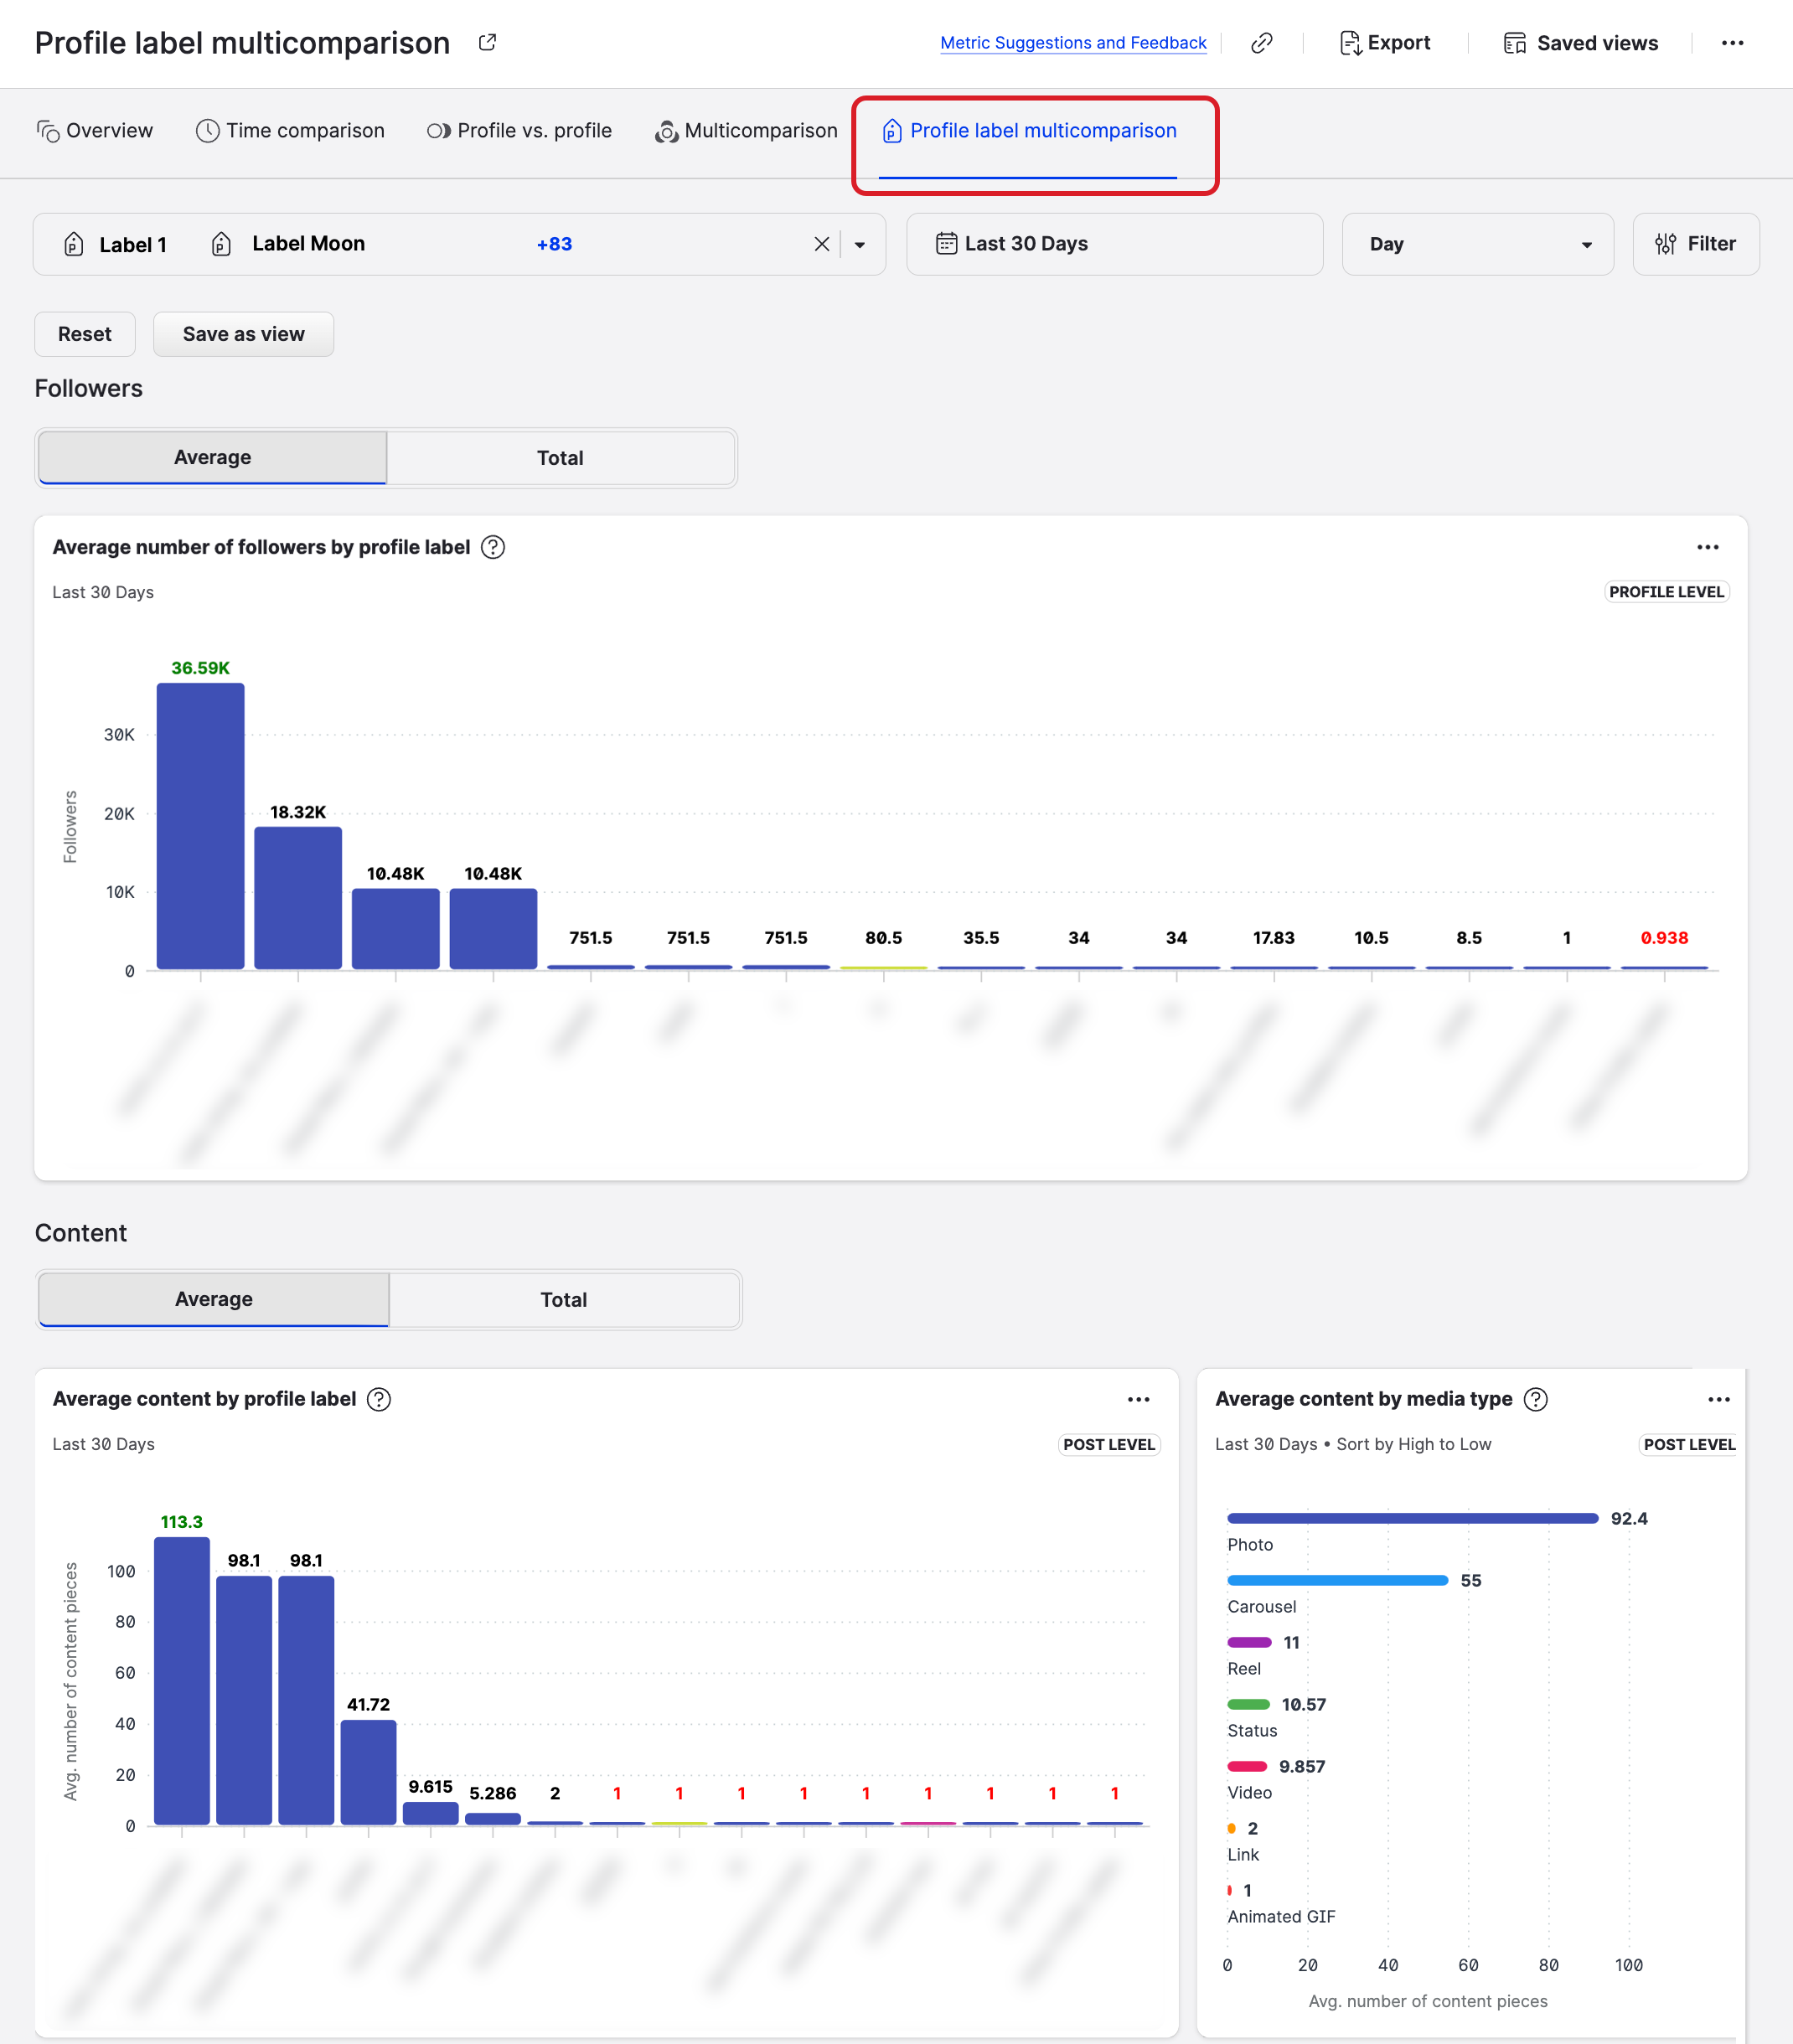 Profile label multicomparison
Metric Suggestions and Feedback
Export
Saved views
Overview
Time comparison
Profile vs. profile
Multicomparison
Profile label multicomparison
Label 1
Label Moon
+83
Last 30 Days
Day
Filter
Reset
Save as view
Followers
Average
Total
Average number of followers by profile label
Last 30 Days
PROFILE LEVEL
Followers
30K
20K
10K
0
36.59K
18.32K
10.48K
10.48K
751.5
751.5
751.5
80.5
35.5
34
34
17.83
10.5
8.5
1
0.938
Content
Average
Total
Average content by profile label
Last 30 Days
POST LEVEL
Avg. number of content pieces
100
80
60
40
20
0
113.3
98.1
98.1
41.72
9.615
5.286
2
1
1
1
1
1
1
1
1
1
Average content by media type
Last 30 Days • Sort by High to Low
POST LEVEL
92.4
Photo
55
Carousel
11
Reel
10.57
Status
9.857
Video
2
Link
1
Animated GIF
0
20
40
60
80
100
Avg. number of content pieces